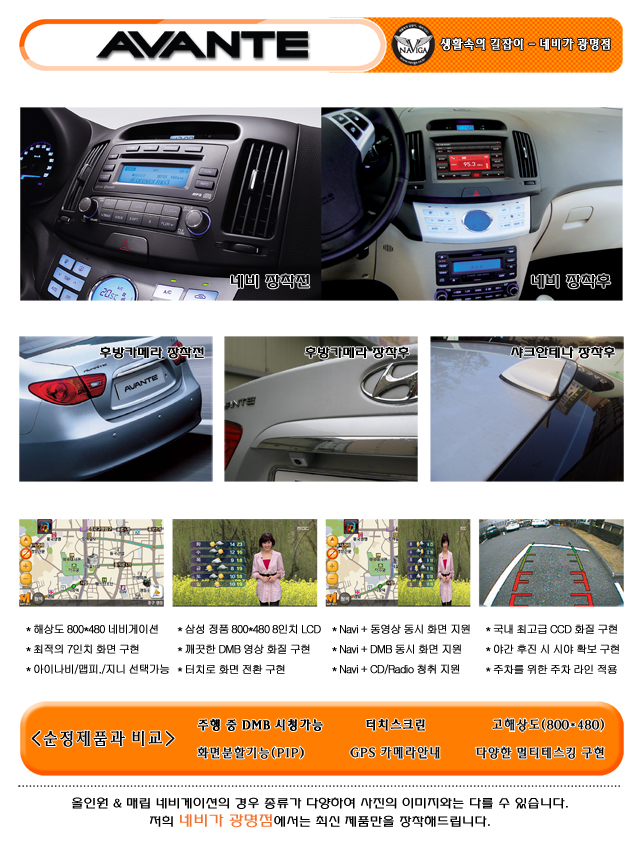 AVANTE
NAVIGA
생활속의 길잡이 - 네비가 광명점
네비 장착전
네비 장착후
95.3
후방카메라 장착전
AVANTE
후방카메라 장착후
ANTE
샤크안테나 장착후
* 해상도 800*480 네비게이션
* 최적의 7인치 화면 구현
* 아이나비/맵피./지니 선택가능
* 삼성 정품 800*480 8인치 LCD
* 깨끗한 DMB 영상 화질 구현
* 터치로 화면 전환 구현
* Navi + 동영상 동시 화면 지원
* Navi + DMB 동시 화면 지원
* Navi + CD/Radio 청취 지원
* 국내 최고급 CCD 화질 구현
* 야간 후진 시 시야 확보 구현
* 주차를 위한 주차 라인 적용
<순정제품과 비교>
주행 중 DMB 시청가능 터치스크린 고해상도(800*480)
화면분할기능(PIP) GPS 카메라안내 다양한 멀티테스킹 구현
올인원 & 매립 네비게이션의 경우 종류가 다양하여 사진의 이미지와는 다를 수 있습니다.
저의 네비가 광명점에서는 최신 제품만을 장착해드립니다.